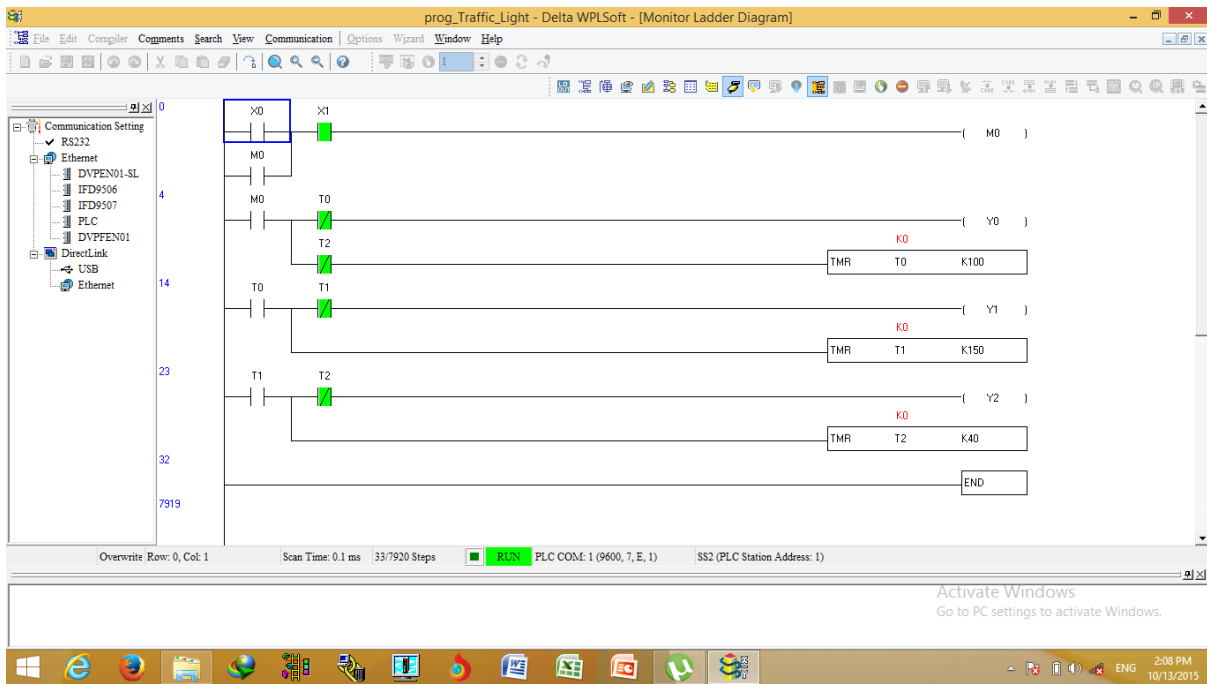 prog_Traffic_Light - Delta WPLSoft - [Monitor Ladder Diagram]
File Edit Compiler Comments Search View Communication Options Wizard Window Help
1
Communication Setting
RS232
Ethernet
DVPEN01-SL
IFD9506
IFD9507
PLC
DVPFEN01
DirectLink
USB
Ethernet
0
X0 X1
( M0 )
M0
4
M0 T0
( Y0 )
T2
K0
TMR T0 K100
14
T0 T1
( Y1 )
K0
TMR T1 K150
23
T1 T2
( Y2 )
K0
TMR T2 K40
32
END
7919
Overwrite Row: 0, Col: 1 Scan Time: 0.1 ms 33/7920 Steps RUN PLC COM: 1 (9600, 7, E, 1) SS2 (PLC Station Address: 1)
Activate Windows
Go to PC settings to activate Windows.
ENG 2:08 PM
10/13/2015